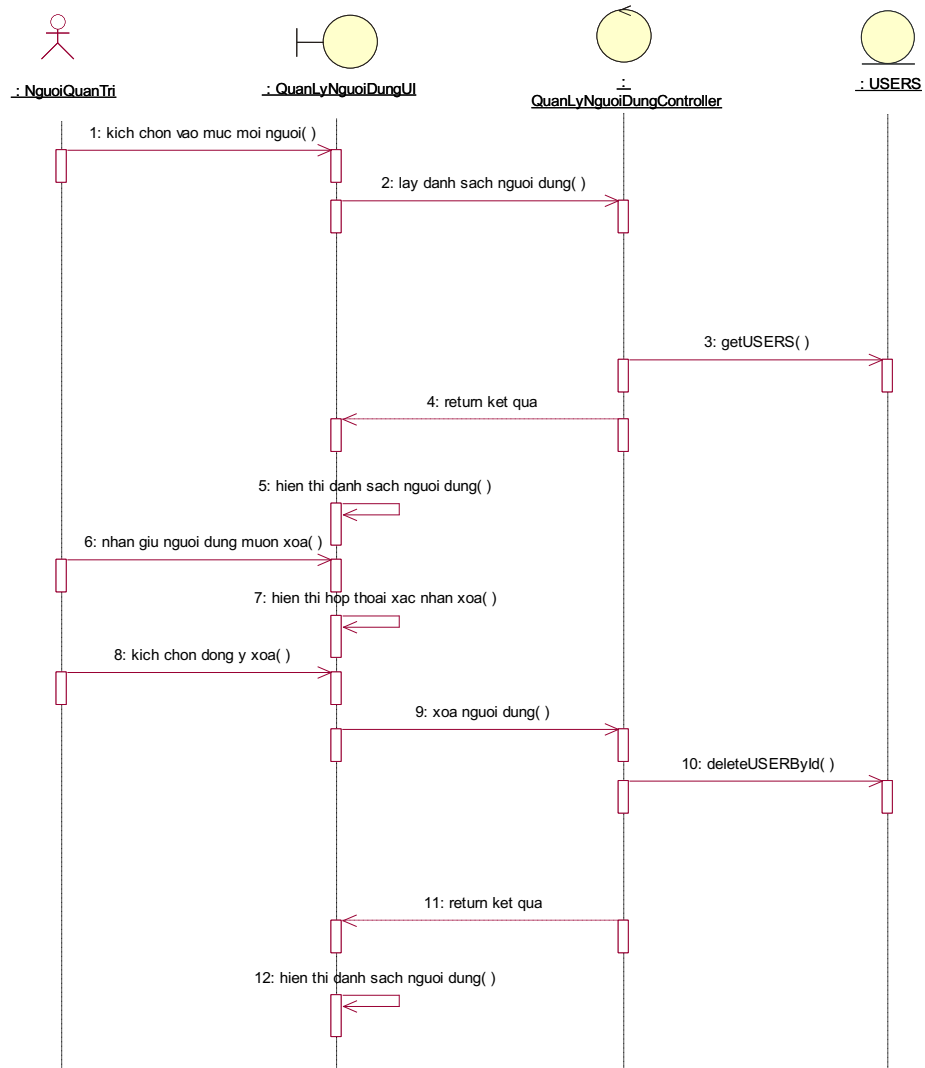 : NguoiQuanTri
: QuanLyNguoiDungUI
:
QuanLyNguoiDungController
: USERS
1: kich chon vao muc moi nguoi( )
2: lay danh sach nguoi dung( )
3: getUSERS( )
4: return ket qua
5: hien thi danh sach nguoi dung( )
6: nhan giu nguoi dung muon xoa( )
7: hien thi hop thoai xac nhan xoa( )
8: kich chon dong y xoa( )
9: xoa nguoi dung( )
10: deleteUSERById( )
11: return ket qua
12: hien thi danh sach nguoi dung( )